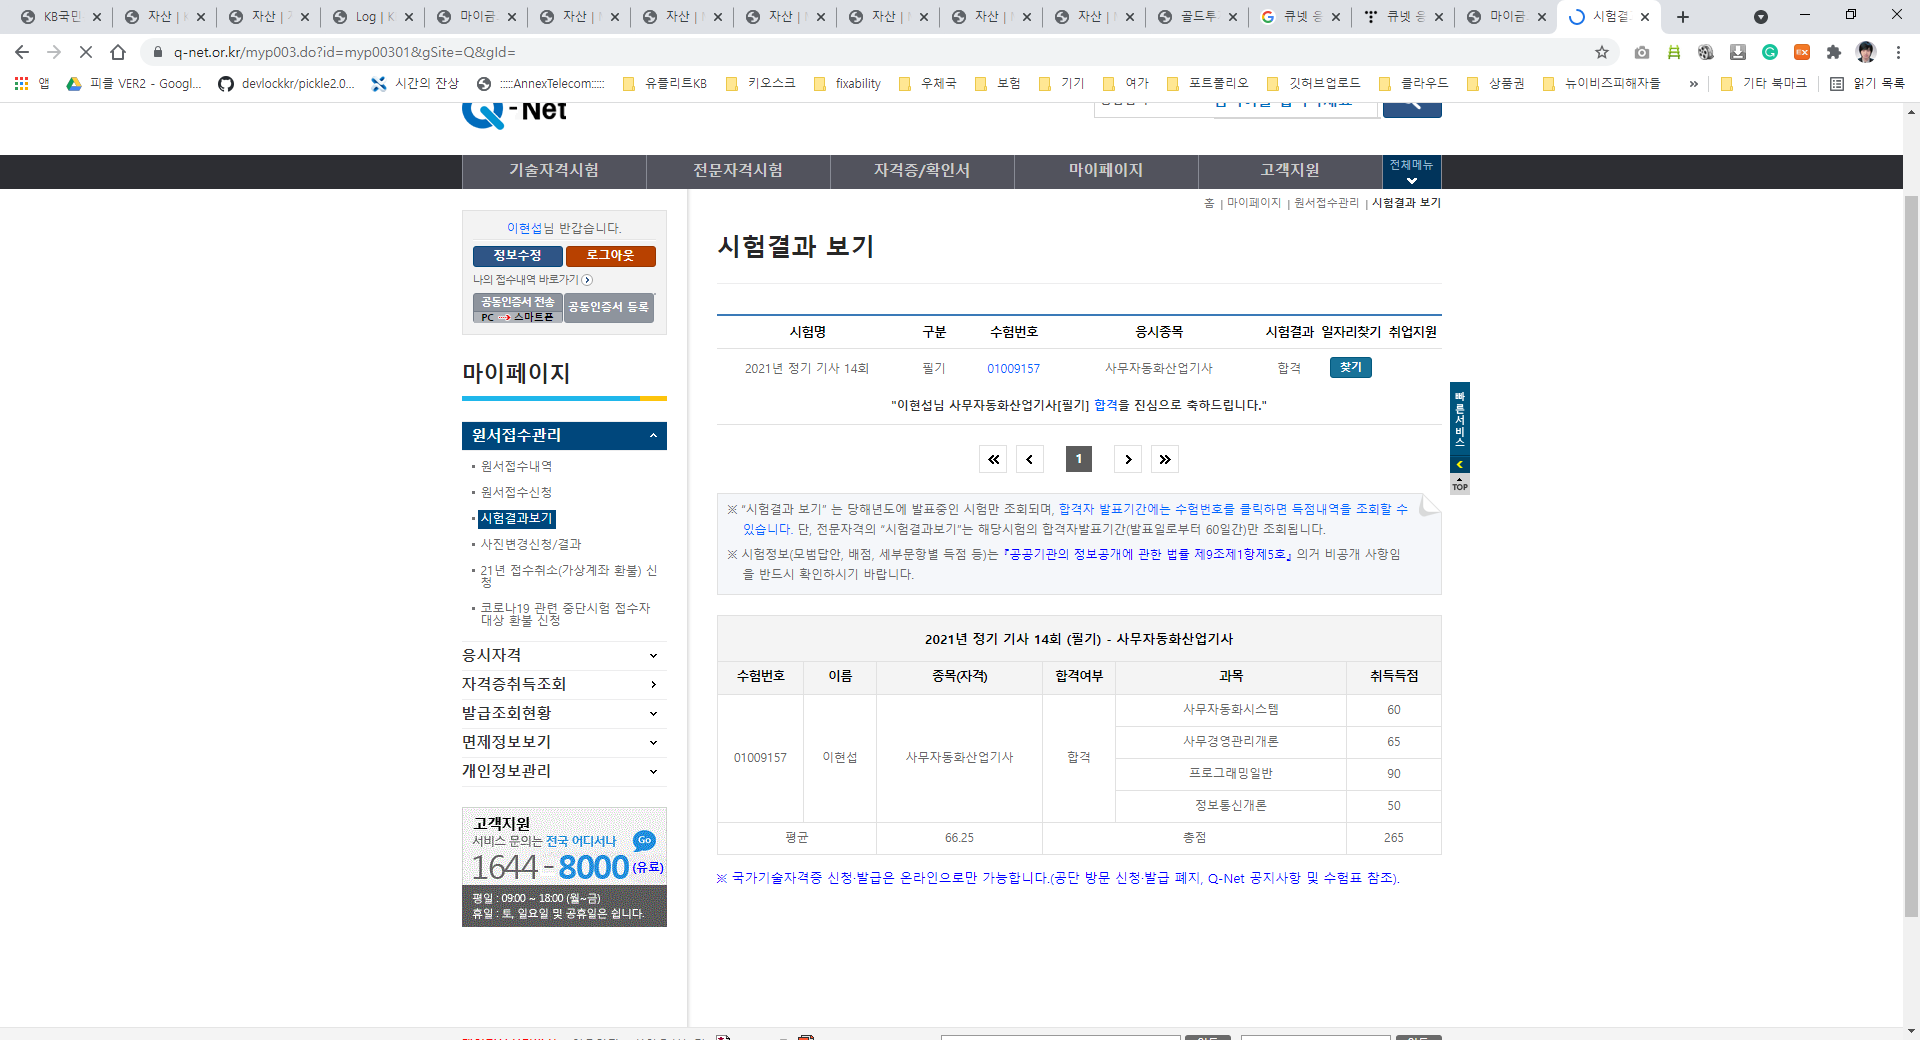 KB국민
자산 |
자산 |
Log | K
마이금
자산 |
자산 |
자산 |
자산 |
자산 |
자산 |
골드투
큐넷 응
큐넷 응
마이금
시험결
q-net.or.kr/myp003.do?id=myp00301&gSite=Q&gId=
앱
피클 VER2 - Googl...
devlockkr/pickle2.0...
시간의 잔상
:::::AnnexTelecom:::::
유플리트KB
키오스크
fixability
우체국
보험
기기
여가
포트폴리오
깃허브업로드
클라우드
상품권
뉴이비즈피해자들
»
기타 북마크
읽기 목록
Q-Net
기술자격시험
전문자격시험
자격증/확인서
마이페이지
고객지원
전체메뉴
홈 | 마이페이지 | 원서접수관리 | 시험결과 보기
이현섭님 반갑습니다.
정보수정
로그아웃
나의 접수내역 바로가기
공동인증서 전송
PC 스마트폰
공동인증서 등록
마이페이지
원서접수관리
원서접수내역
원서접수신청
시험결과보기
사진변경신청/결과
21년 접수취소(가상계좌 환불) 신
청
코로나19 관련 중단시험 접수자
대상 환불 신청
응시자격
자격증취득조회
발급조회현황
면제정보보기
개인정보관리
고객지원
서비스 문의는 전국 어디서나
Go
1644-8000 (유료)
평일 : 09:00 ~ 18:00 (월~금)
휴일 : 토, 일요일 및 공휴일은 쉽니다.
시험결과 보기
시험명 구분 수험번호 응시종목 시험결과 일자리찾기 취업지원
2021년 정기 기사 14회 필기 01009157 사무자동화산업기사 합격 찾기
"이현섭님 사무자동화산업기사[필기] 합격을 진심으로 축하드립니다."
1
빠른서비스
TOP
※ "시험결과 보기" 는 당해년도에 발표중인 시험만 조회되며, 합격자 발표기간에는 수험번호를 클릭하면 득점내역을 조회할 수
있습니다. 단, 전문자격의 "시험결과보기"는 해당시험의 합격자발표기간(발표일로부터 60일간)만 조회됩니다.
※ 시험정보(모범답안, 배점, 세부문항별 득점 등)는 『공공기관의 정보공개에 관한 법률 제9조제1항제5호』 의거 비공개 사항임
을 반드시 확인하시기 바랍니다.
2021년 정기 기사 14회 (필기) - 사무자동화산업기사
수험번호 이름 종목(자격) 합격여부 과목 취득득점
01009157 이현섭 사무자동화산업기사 합격
사무자동화시스템 60
사무경영관리개론 65
프로그래밍일반 90
정보통신개론 50
평균 66.25 총점 265
※ 국가기술자격증 신청·발급은 온라인으로만 가능합니다.(공단 방문 신청·발급 폐지, Q-Net 공지사항 및 수험표 참조).